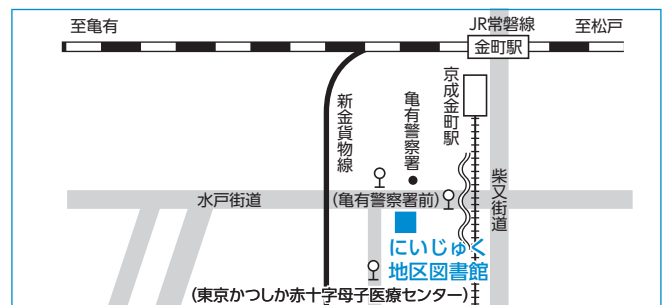 至亀有
JR常磐線
至松戸
金町駅
京成金町駅
新金貨物線
亀有警察署
柴又街道
水戸街道
(亀有警察署前)
にいじゅく
地区図書館
(東京かつしか赤十字母子医療センター)